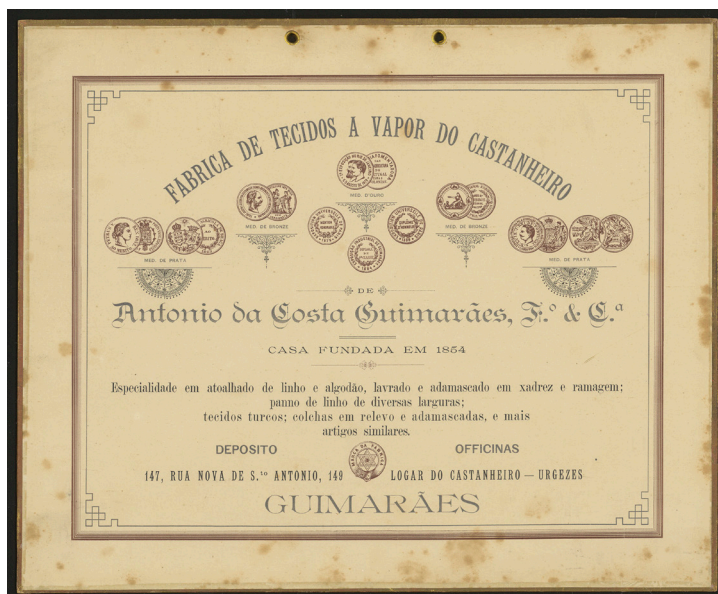 FABRICA DE TECIDOS A VAPOR DO CASTANHEIRO
MED. D'OURO
MED. DE BRONZE
MED. DE BRONZE
MED. DE PRATA
MED. DE PRATA
DE
Antonio da Costa Guimarães, F.º & C.ª
CASA FUNDADA EM 1854
Especialidade em atoalhado de linho e algodão, lavrado e adamascado em xadrez e ramagem;
panno de linho de diversas larguras;
tecidos turcos; colchas em relevo e adamascadas, e mais
artigos similares.
DEPOSITO
OFFICINAS
MARCA DA FABRICA
147, RUA NOVA DE S.to ANTONIO, 149
LOGAR DO CASTANHEIRO — URGEZES
GUIMARÃES